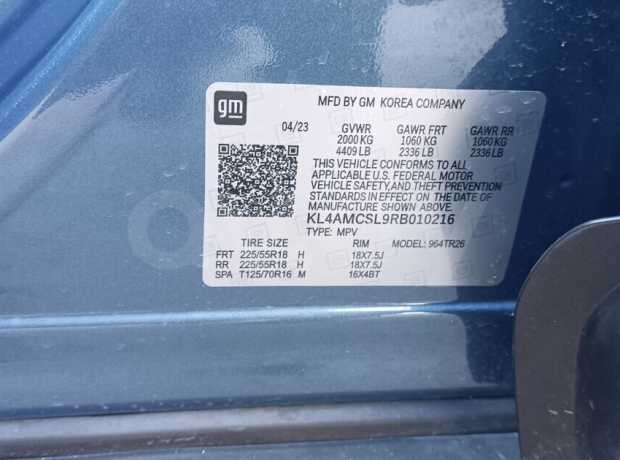 gm
MFD BY GM KOREA COMPANY
04/23 GVWR GAWR FRT GAWR RR
2000 KG 1060 KG 1060 KG
4409 LB 2336 LB 2336 LB
THIS VEHICLE CONFORMS TO ALL
APPLICABLE U.S. FEDERAL MOTOR
VEHICLE SAFETY, AND THEFT PREVENTION
STANDARDS IN EFFECT ON THE DATE
OF MANUFACTURE SHOWN ABOVE.
KL4AMCSL9RB010216
TYPE: MPV MODEL: 964TR26
TIRE SIZE RIM
FRT 225/55R18 H 18X7.5J
RR 225/55R18 H 18X7.5J
SPA T125/70R16 M 16X4BT